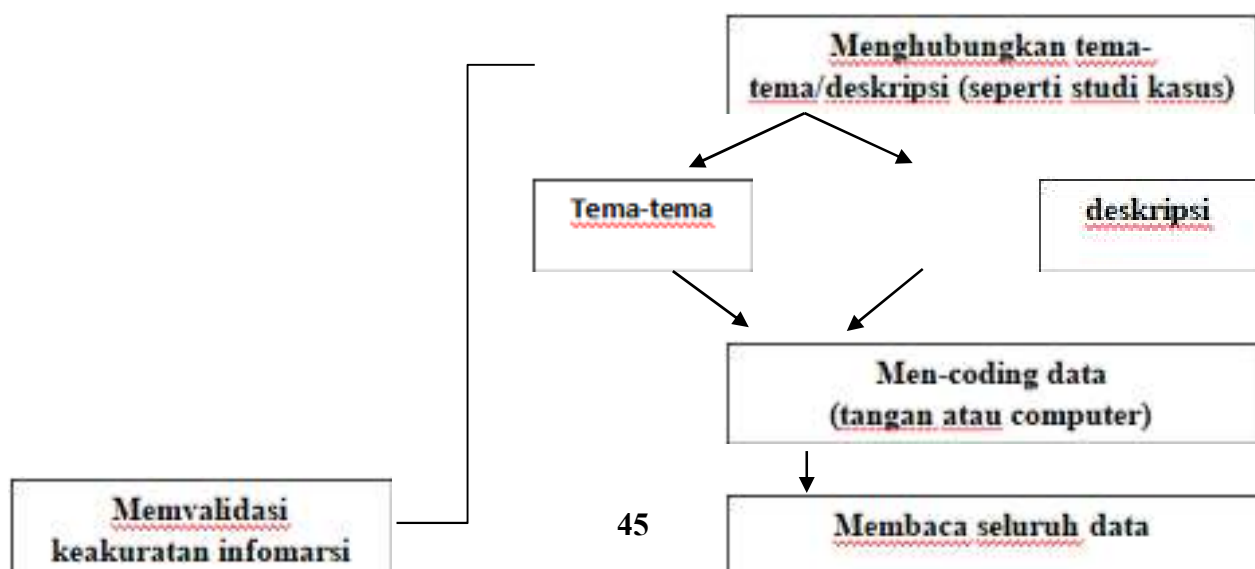 Menghubungkan tema-
tema/deskripsi (seperti studi kasus)
Tema-tema
deskripsi
Men-coding data
(tangan atau computer)
Memvalidasi
keakuratan infomarsi
45
Membaca seluruh data